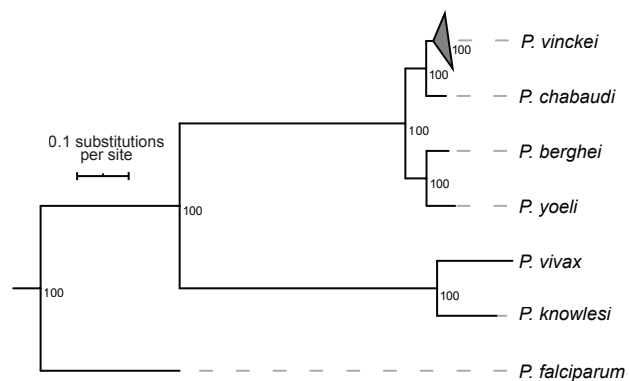 P. vinckei
100
100
P. chabaudi
100
0.1 substitutions
per site
P. berghei
100
P. yoeli
100
P. vivax
100
100
P. knowlesi
P. falciparum